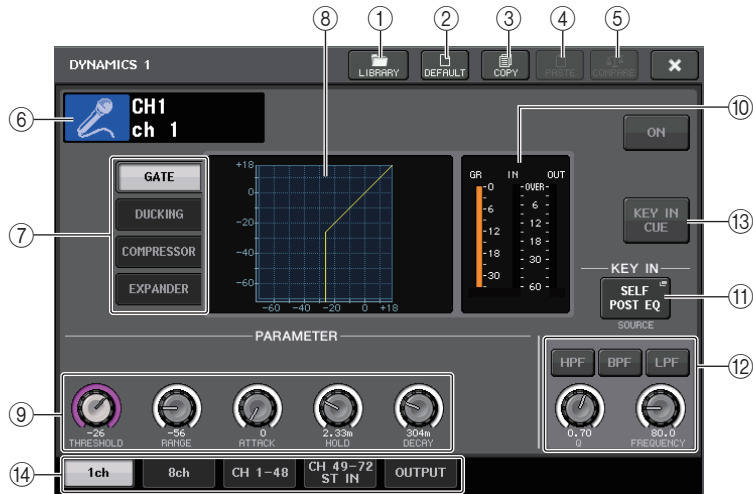 ⑧ ① ② ③ ④ ⑤
DYNAMICS 1
LIBRARY
DEFAULT
COPY
PASTE
COMPARE
×
⑥
CH1
ch 1
⑩
ON
⑦
GATE
DUCKING
COMPRESSOR
EXPANDER
+18
0
-20
-40
-60
-60 -40 -20 0 +18
GR IN OUT
-0
-6
-12
-18
-30
-OVER-
6
12
18
30
60
KEY IN
CUE
⑬
KEY IN
SELF
POST EQ
SOURCE
⑪
PARAMETER
HPF
BPF
LPF
⑫
⑨
-26
THRESHOLD
-56
RANGE
0
ATTACK
2.33m
HOLD
304m
DECAY
0.70
Q
80.0
FREQUENCY
⑭
1ch
8ch
CH 1-48
CH 49-72
ST IN
OUTPUT